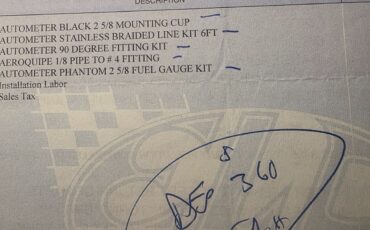 DESCRIPTION
AUTOMETER BLACK 2 5/8 MOUNTING CUP
AUTOMETER STAINLESS BRAIDED LINE KIT 6FT
AUTOMETER 90 DEGREE FITTING KIT
AEROQUIPE 1/8 PIPE TO # 4 FITTING
AUTOMETER PHANTOM 2 5/8 FUEL GAUGE KIT
Installation Labor
Sales Tax
360